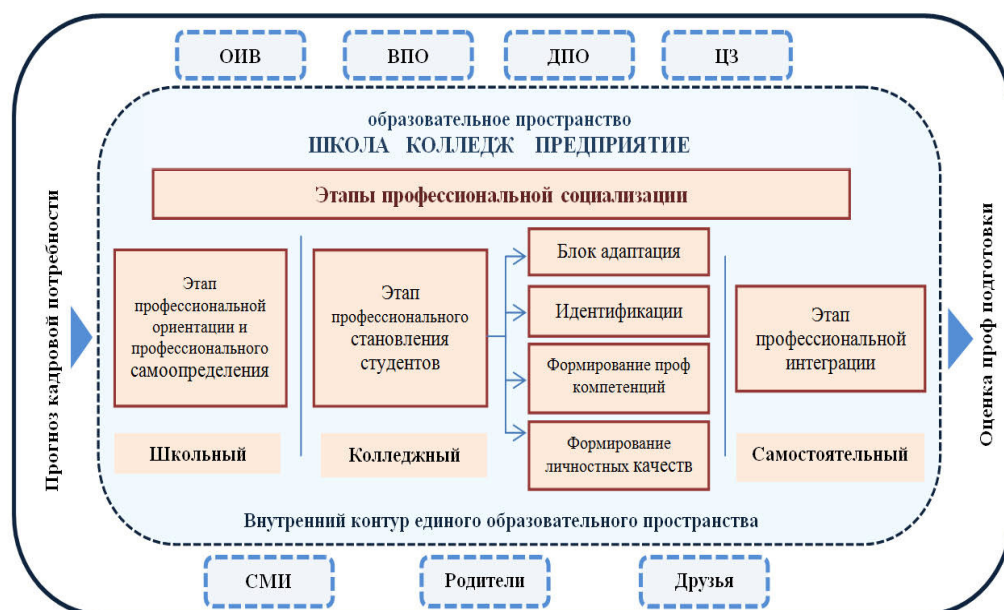 ОИВ
ВПО
ДПО
ЦЗ
образовательное пространство
ШКОЛА КОЛЛЕДЖ ПРЕДПРИЯТИЕ
Этапы профессиональной социализации
Прогноз кадровой потребности
Этап
профессиональной
ориентации и
профессионального
самоопределения
Школьный
Этап
профессионального
становления
студентов
Колледжный
Блок адаптация
Идентификации
Формирование проф
компетенций
Формирование
личностных качеств
Этап
профессиональной
интеграции
Самостоятельный
Оценка проф подготовки
Внутренний контур единого образовательного пространства
СМИ
Родители
Друзья